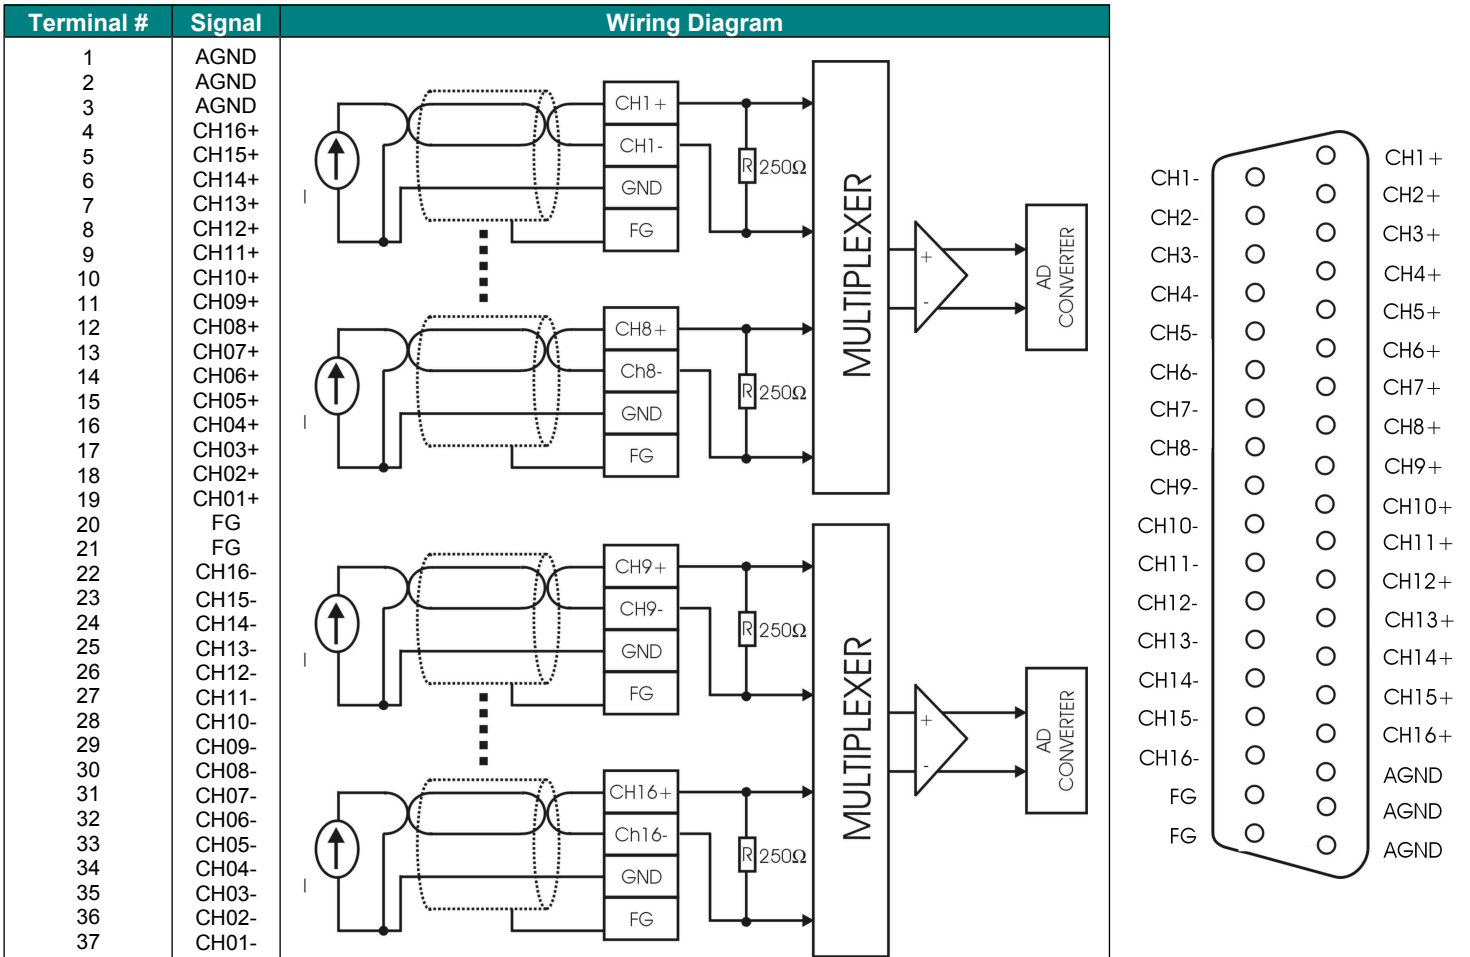 Terminal # Signal Wiring Diagram
1 AGND
2 AGND
3 AGND
4 CH16+
5 CH15+
6 CH14+
7 CH13+
8 CH12+
9 CH11+
10 CH10+
11 CH09+
12 CH08+
13 CH07+
14 CH06+
15 CH05+
16 CH04+
17 CH03+
18 CH02+
19 CH01+
20 FG
21 FG
22 CH16-
23 CH15-
24 CH14-
25 CH13-
26 CH12-
27 CH11-
28 CH10-
29 CH09-
30 CH08-
31 CH07-
32 CH06-
33 CH05-
34 CH04-
35 CH03-
36 CH02-
37 CH01-
I
CH1+
CH1-
GND
FG
R 250Ω
I
CH8+
Ch8-
GND
FG
R 250Ω
MULTIPLEXER
+
-
AD
CONVERTER
I
CH9+
CH9-
GND
FG
R 250Ω
I
CH16+
Ch16-
GND
FG
R 250Ω
MULTIPLEXER
+
-
AD
CONVERTER
CH1-
CH2-
CH3-
CH4-
CH5-
CH6-
CH7-
CH8-
CH9-
CH10-
CH11-
CH12-
CH13-
CH14-
CH15-
CH16-
FG
FG
CH1+
CH2+
CH3+
CH4+
CH5+
CH6+
CH7+
CH8+
CH9+
CH10+
CH11+
CH12+
CH13+
CH14+
CH15+
CH16+
AGND
AGND
AGND